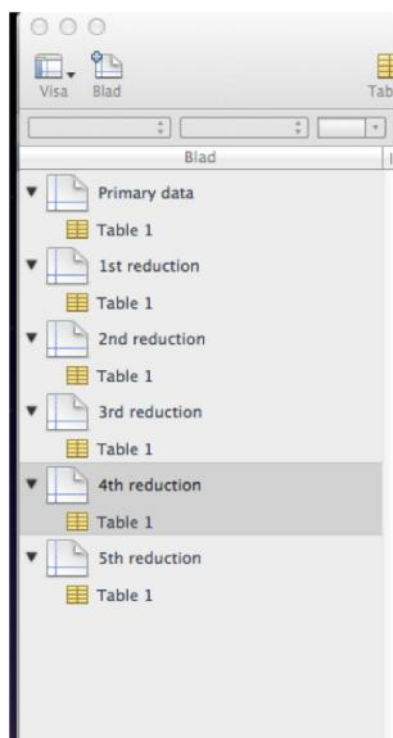 Visa Blad Tab
Blad
Primary data
Table 1
1st reduction
Table 1
2nd reduction
Table 1
3rd reduction
Table 1
4th reduction
Table 1
5th reduction
Table 1